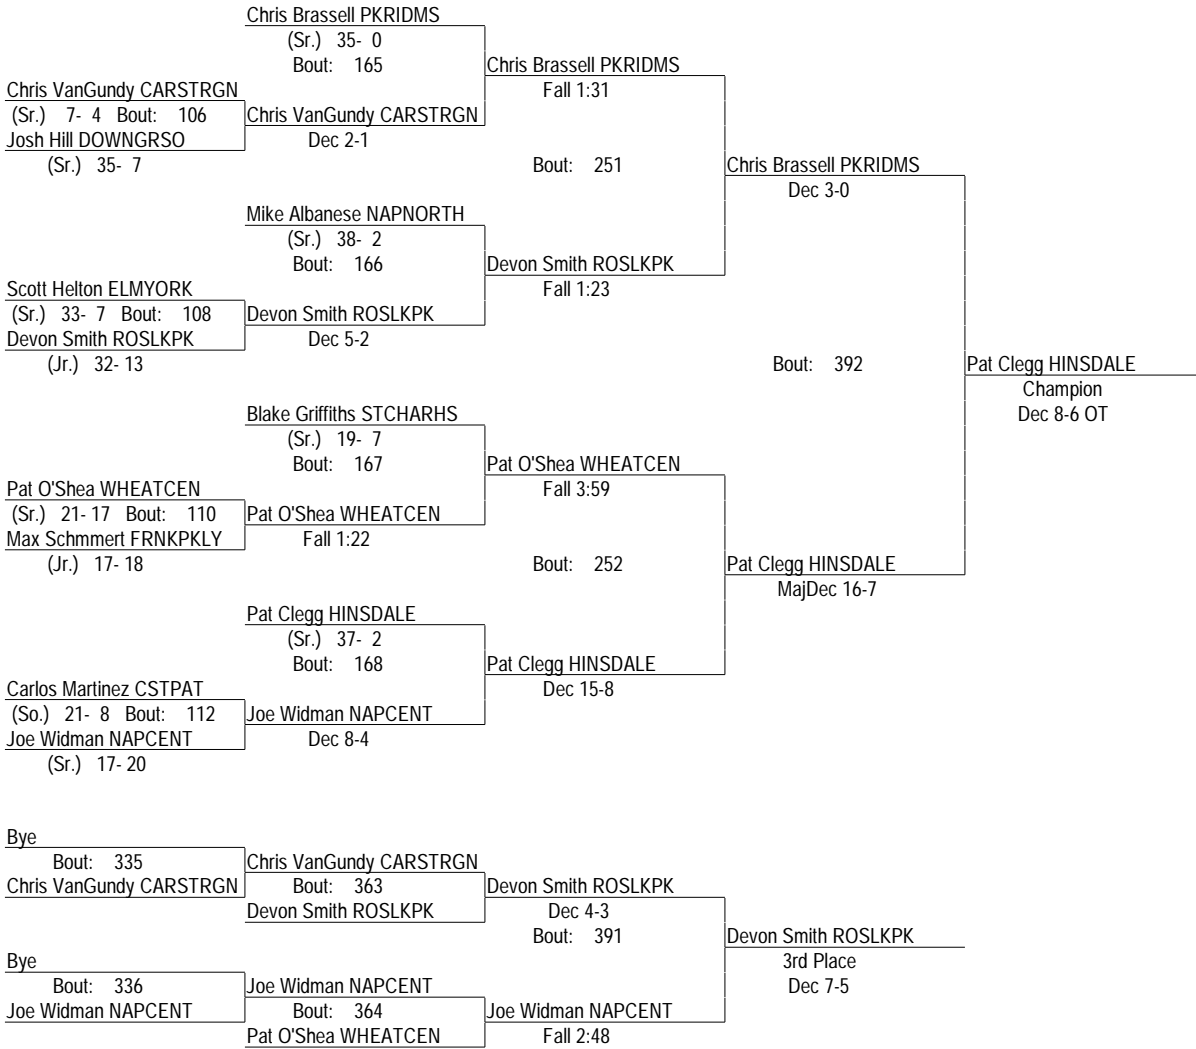 Chris Brassell PKRIDMS
(Sr.) 35- 0
Bout: 165
Chris Brassell PKRIDMS
Fall 1:31
Chris VanGundy CARSTRGN
(Sr.) 7- 4 Bout: 106
Chris VanGundy CARSTRGN
Dec 2-1
Josh Hill DOWNGRSO
(Sr.) 35- 7
Bout: 251
Chris Brassell PKRIDMS
Dec 3-0
Mike Albanese NAPNORTH
(Sr.) 38- 2
Bout: 166
Devon Smith ROSLKPK
Fall 1:23
Scott Helton ELMYORK
(Sr.) 33- 7 Bout: 108
Devon Smith ROSLKPK
Dec 5-2
Devon Smith ROSLKPK
(Jr.) 32- 13
Bout: 392
Pat Clegg HINSDALE
Champion
Dec 8-6 OT
Blake Griffiths STCHARHS
(Sr.) 19- 7
Bout: 167
Pat O'Shea WHEATCEN
Fall 3:59
Pat O'Shea WHEATCEN
(Sr.) 21- 17 Bout: 110
Pat O'Shea WHEATCEN
Fall 1:22
Max Schmmert FRNKPKLY
(Jr.) 17- 18
Bout: 252
Pat Clegg HINSDALE
MajDec 16-7
Pat Clegg HINSDALE
(Sr.) 37- 2
Bout: 168
Pat Clegg HINSDALE
Dec 15-8
Carlos Martinez CSTPAT
(So.) 21- 8 Bout: 112
Joe Widman NAPCENT
Dec 8-4
Joe Widman NAPCENT
(Sr.) 17- 20
Bye
Bout: 335
Chris VanGundy CARSTRGN
Chris VanGundy CARSTRGN
Bout: 363
Devon Smith ROSLKPK
Devon Smith ROSLKPK
Dec 4-3
Bout: 391
Devon Smith ROSLKPK
3rd Place
Dec 7-5
Bye
Bout: 336
Joe Widman NAPCENT
Joe Widman NAPCENT
Bout: 364
Pat O'Shea WHEATCEN
Joe Widman NAPCENT
Fall 2:48